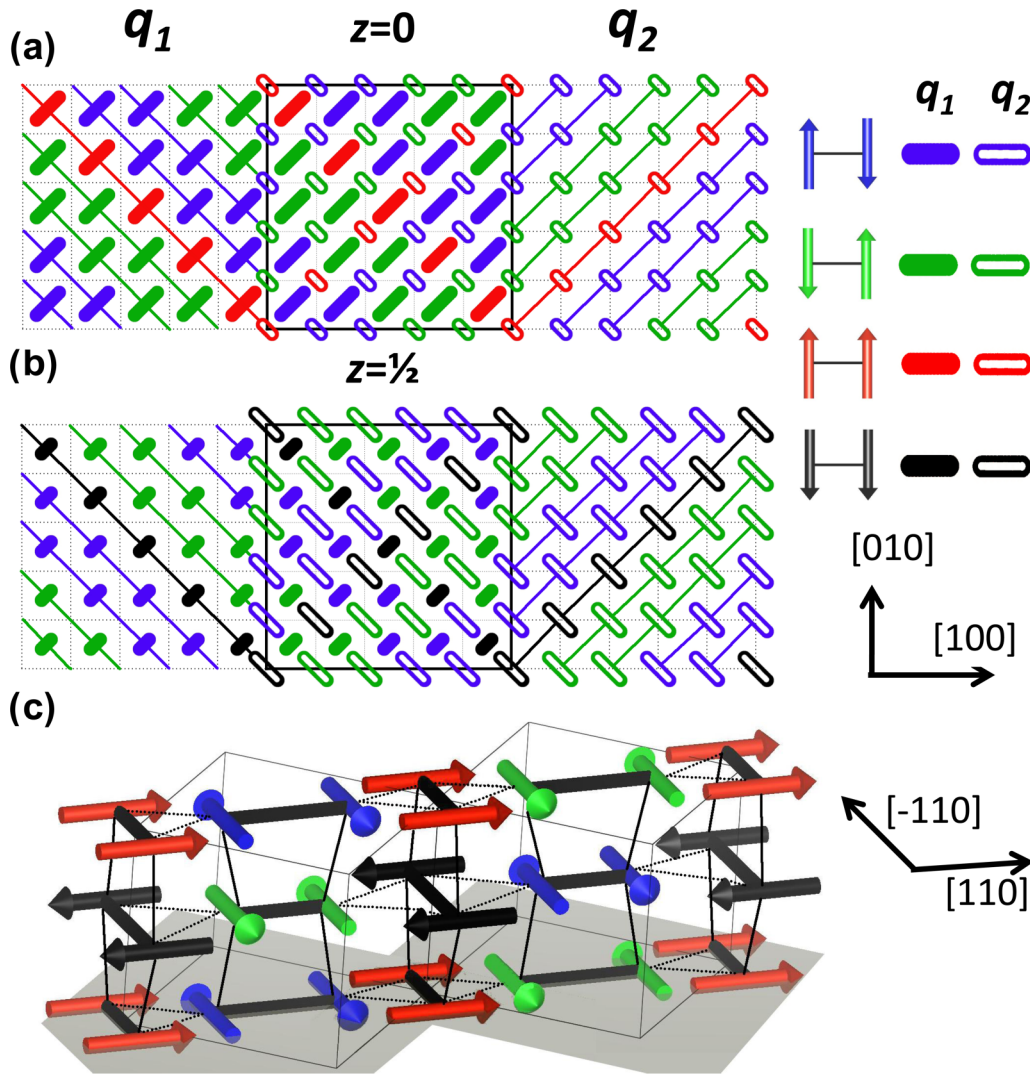 q1 z=0 q2
(a)
q1 q2
(b)
z=½
[010]
[100]
(c)
[-110]
[110]